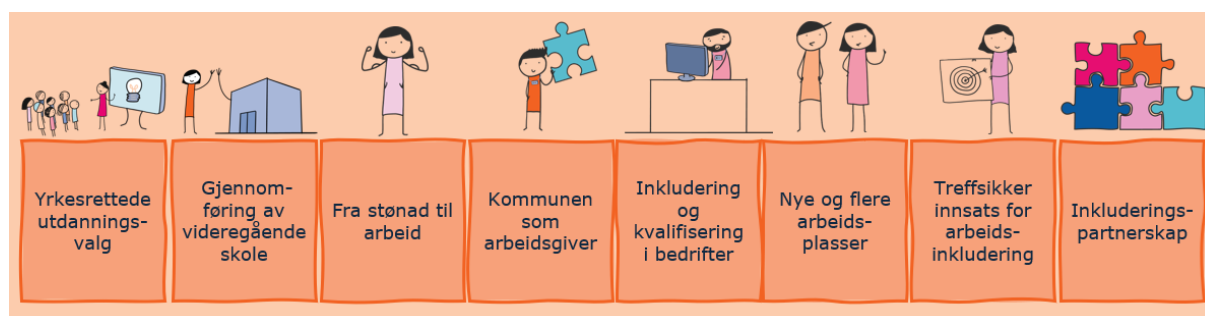 Yrkesrettede
utdannings-
valg
Gjennom-
føring av
videregående
skole
Fra stønad til
arbeid
Kommunen
som
arbeidsgiver
Inkludering
og
kvalifisering
i bedrifter
Nye og flere
arbeids-
plasser
Treffsikker
innsats for
arbeids-
inkludering
Inkluderings-
partnerskap